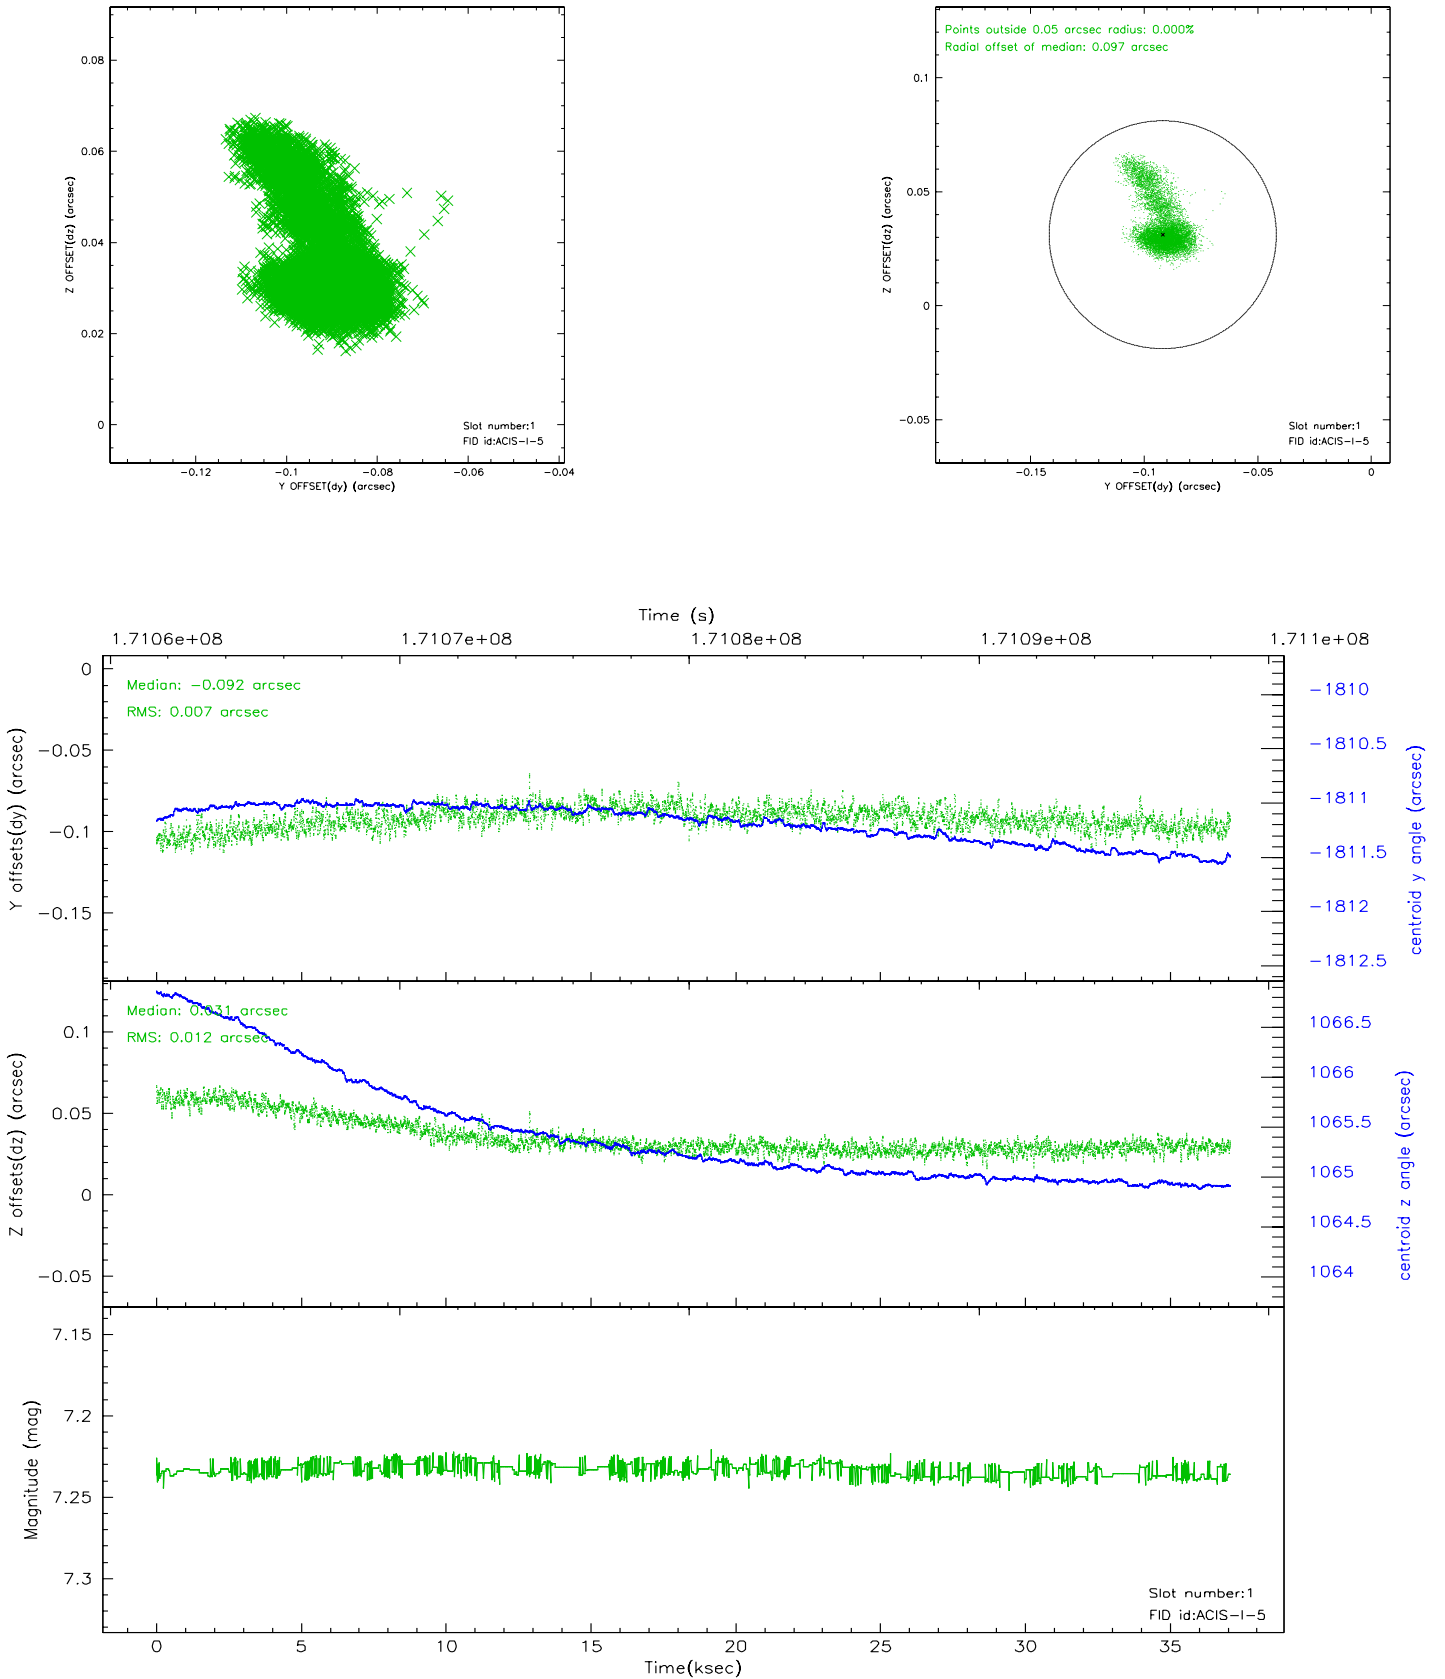 0.08
0.06
0.04
0.02
0
Z OFFSET(dz) (arcsec)
Slot number:1
FID id:ACIS-I-5
-0.12
-0.1
-0.08
-0.06
-0.04
Y OFFSET(dy) (arcsec)
Points outside 0.05 arcsec radius: 0.000%
Radial offset of median: 0.097 arcsec
0.1
0.05
0
-0.05
Z OFFSET(dz) (arcsec)
Slot number:1
FID id:ACIS-I-5
-0.15
-0.1
-0.05
0
Y OFFSET(dy) (arcsec)
Time (s)
1.7106e+08
1.7107e+08
1.7108e+08
1.7109e+08
1.711e+08
Median: -0.092 arcsec
RMS: 0.007 arcsec
0
-0.05
-0.1
-0.15
Y offsets(dy) (arcsec)
-1810
-1810.5
-1811
-1811.5
-1812
-1812.5
centroid y angle (arcsec)
Median: 0.031 arcsec
RMS: 0.012 arcsec
0.1
0.05
0
-0.05
Z offsets(dz) (arcsec)
1066.5
1066
1065.5
1065
1064.5
1064
centroid z angle (arcsec)
7.15
7.2
7.25
7.3
Magnitude (mag)
Slot number:1
FID id:ACIS-I-5
0
5
10
15
20
25
30
35
Time(ksec)